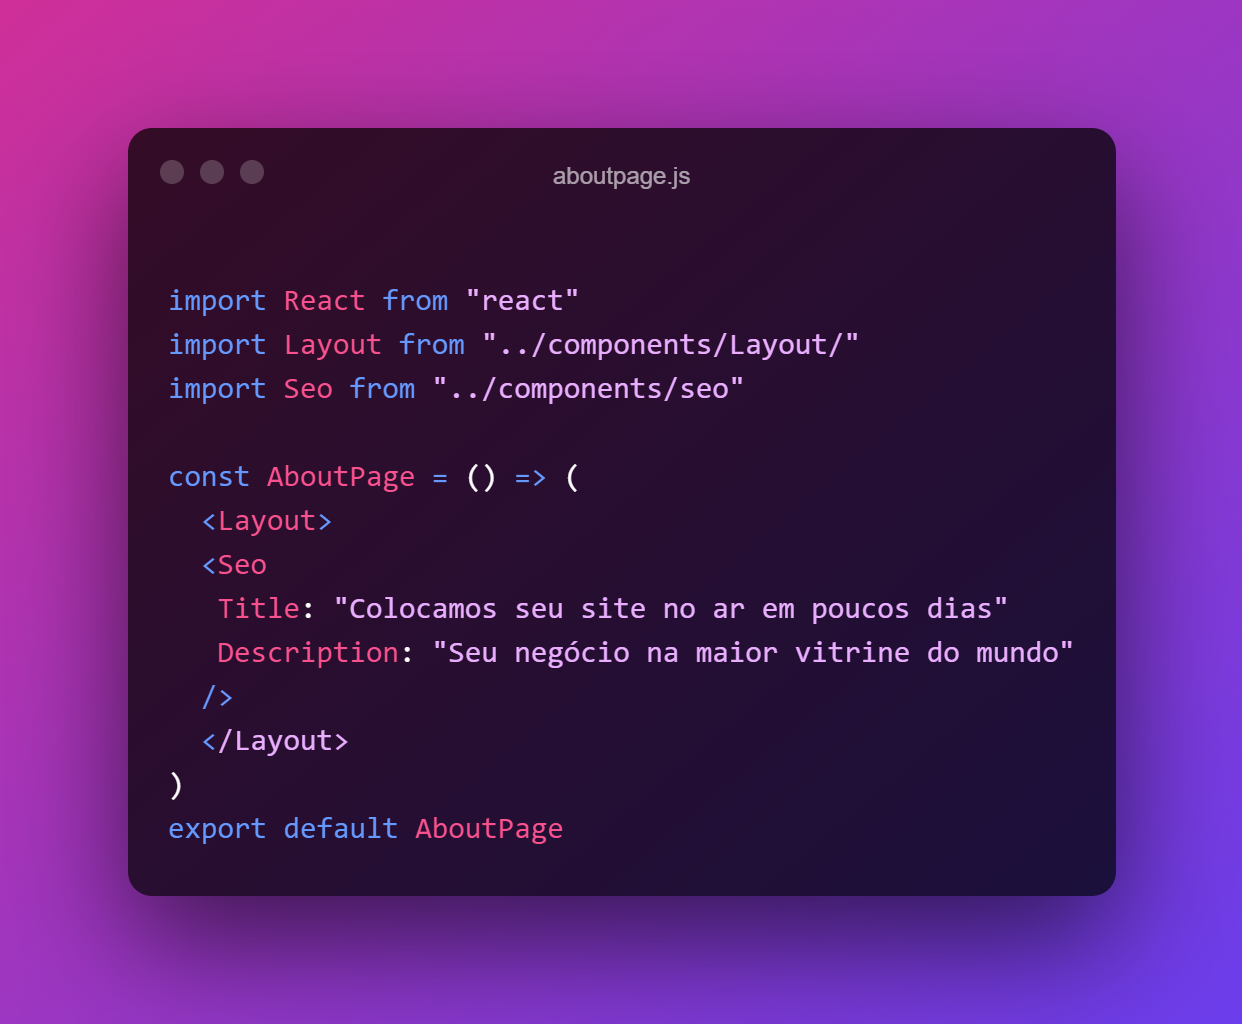 aboutpage.js
import React from "react"
import Layout from "../components/Layout/"
import Seo from "../components/seo"
const AboutPage = () => (
<Layout>
<Seo
Title: "Colocamos seu site no ar em poucos dias"
Description: "Seu negócio na maior vitrine do mundo"
/>
</Layout>
)
export default AboutPage